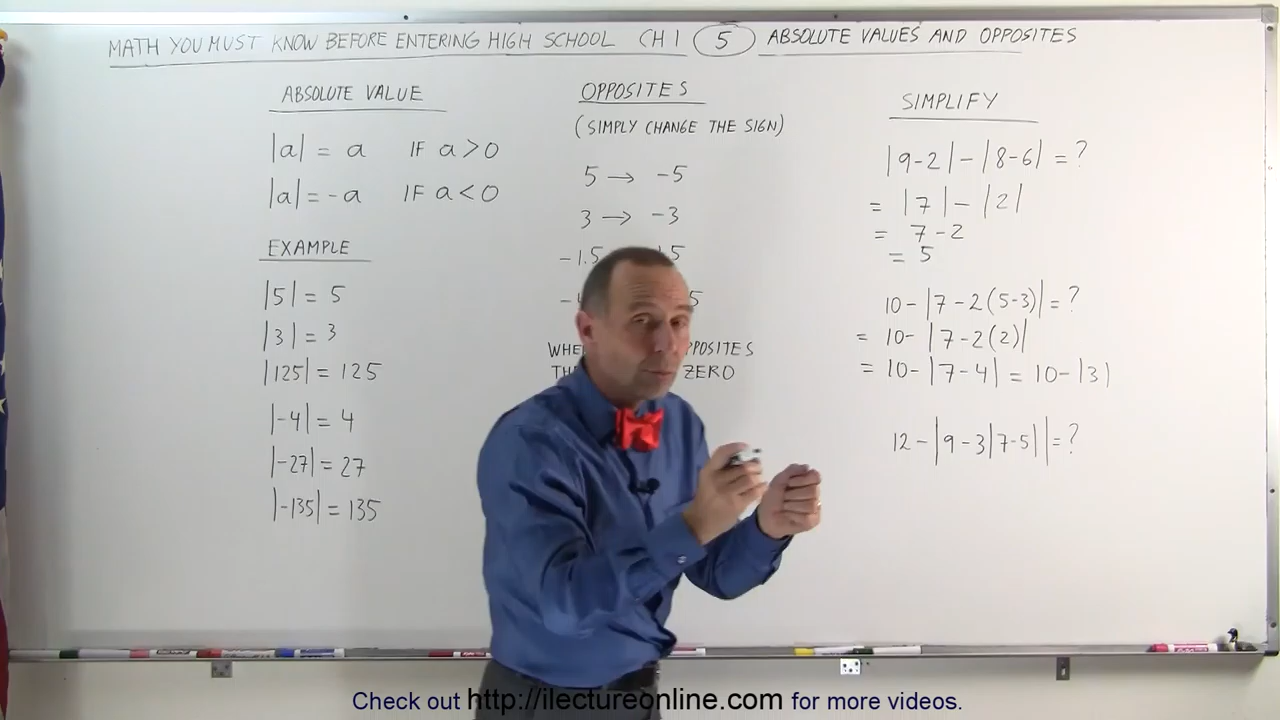 MATH YOU MUST KNOW BEFORE ENTERING HIGH SCHOOL CH 1 5 ABSOLUTE VALUES AND OPPOSITES
ABSOLUTE VALUE
|a| = a IF a > 0
|a| = -a IF a < 0
EXAMPLE
|5| = 5
|3| = 3
|125| = 125
|-4| = 4
|-27| = 27
|-135| = 135
OPPOSITES
(SIMPLY CHANGE THE SIGN)
5 → -5
3 → -3
-1.5
ZERO
SIMPLIFY
|9-2| - |8-6| = ?
= |7| - |2|
= 7 - 2
= 5
10 - |7 - 2(5-3)| = ?
= 10 - |7 - 2(2)|
= 10 - |7 - 4| = 10 - |3|
12 - |9 - 3|7-5|| = ?
Check out http://ilectureonline.com for more videos.